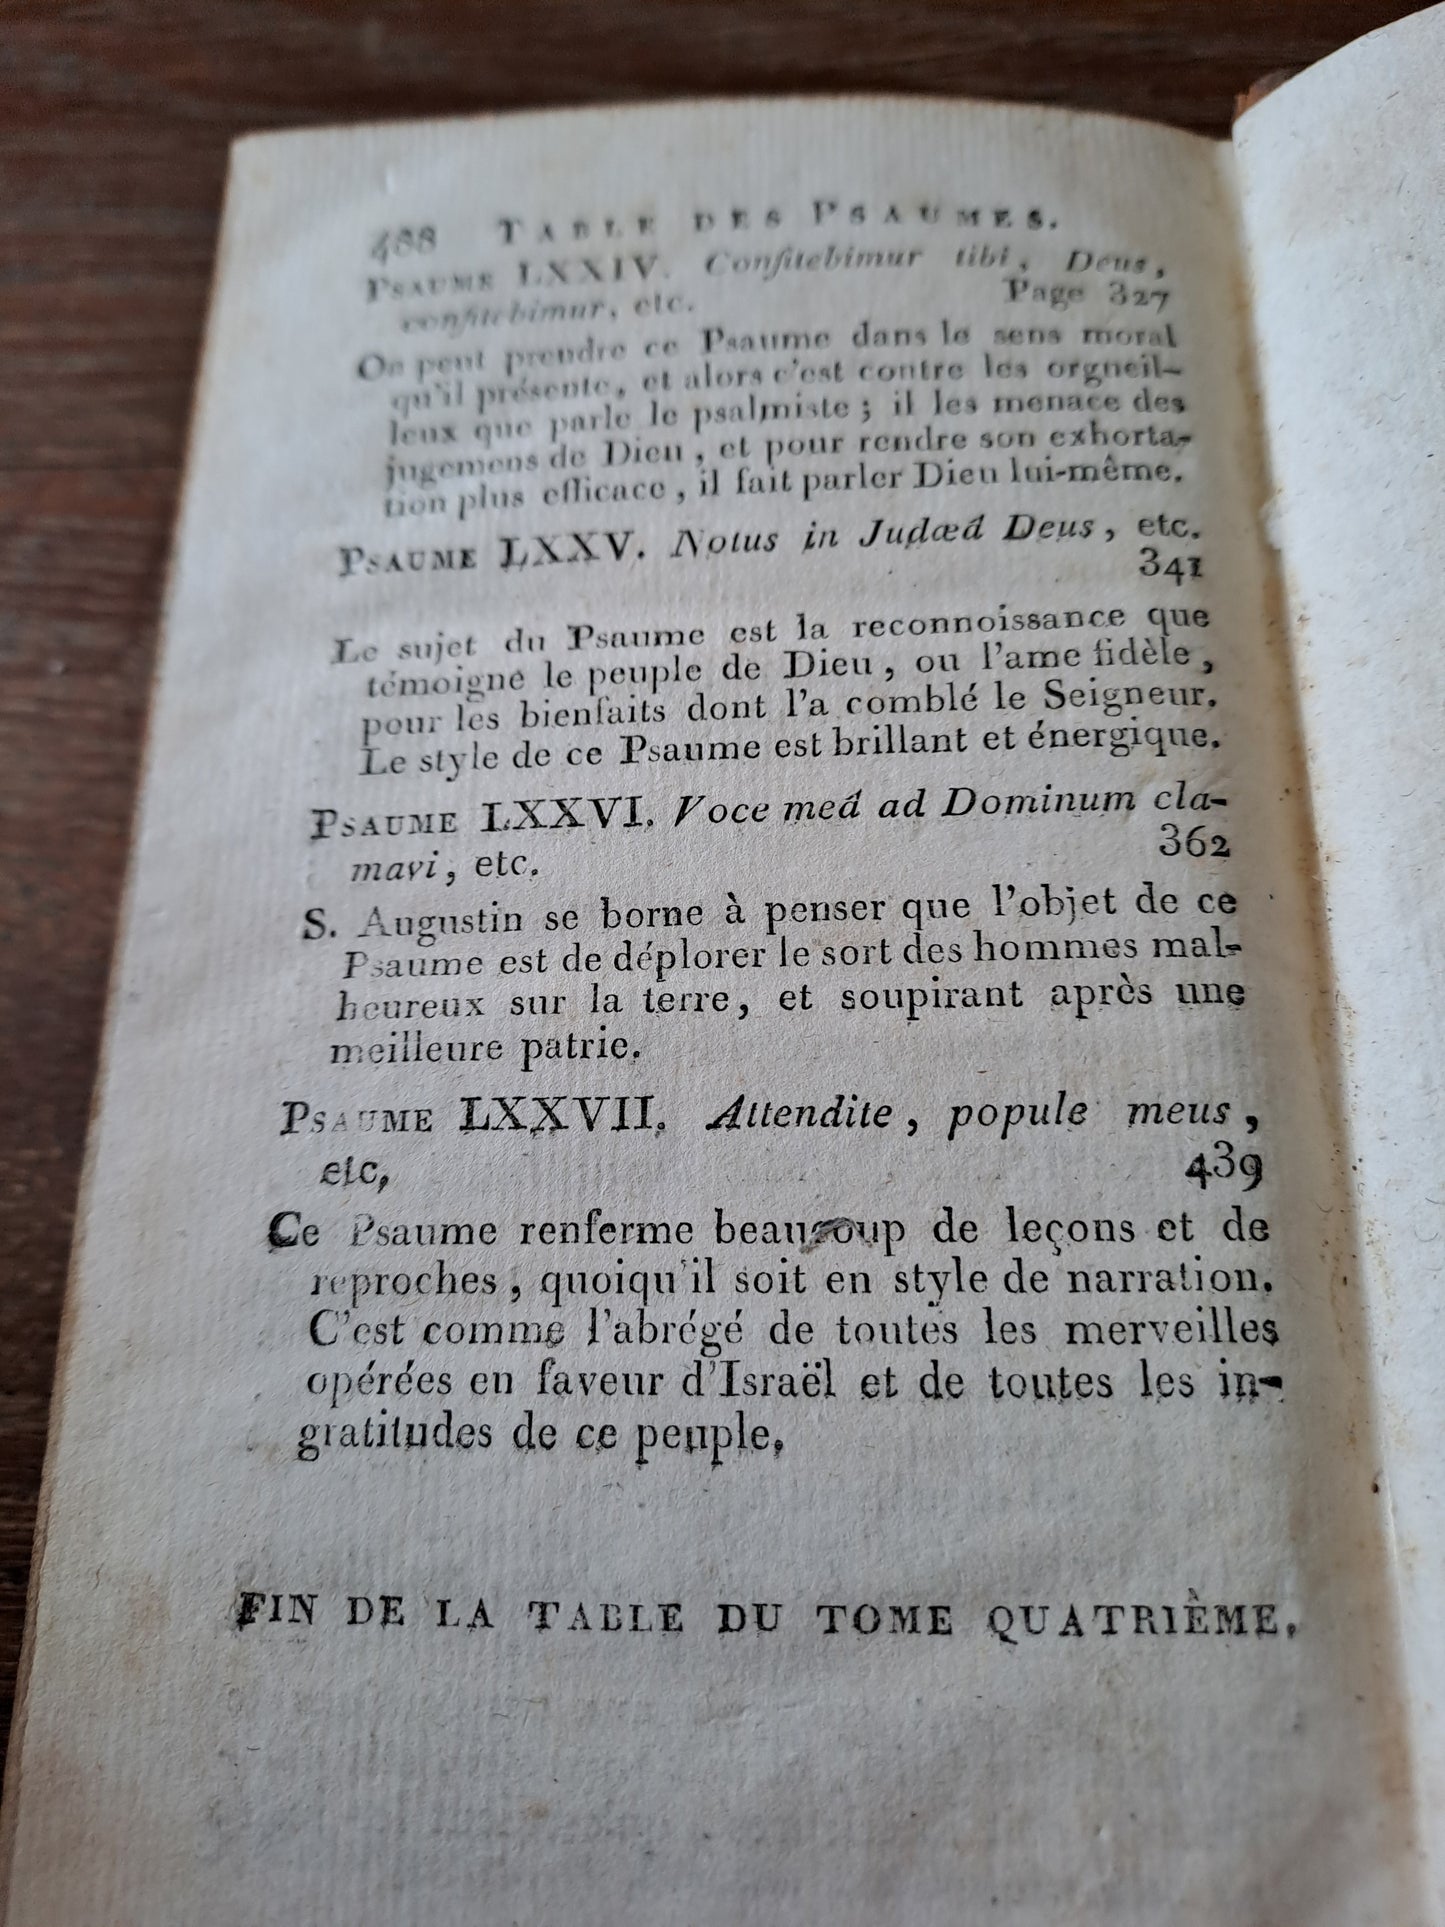 488 TABLE DES PSAUMES.
PSAUME LXXIV. Confitebimur tibi, Deus,
confitebimur, etc. Page 327
On peut prendre ce Psaume dans le sens moral
qu'il présente, et alors c'est contre les orgueil-
leux que parle le psalmiste; il les menace des
jugemens de Dieu, et pour rendre son exhorta-
tion plus efficace, il fait parler Dieu lui-même.
PSAUME LXXV. Notus in Judæâ Deus, etc.
341
Le sujet du Psaume est la reconnoissance que
témoigne le peuple de Dieu, ou l'ame fidèle,
pour les bienfaits dont l'a comblé le Seigneur.
Le style de ce Psaume est brillant et énergique.
PSAUME LXXVI. Voce meâ ad Dominum cla-
mavi, etc. 362
S. Augustin se borne à penser que l'objet de ce
Psaume est de déplorer le sort des hommes mal-
heureux sur la terre, et soupirant après une
meilleure patrie.
PSAUME LXXVII. Attendite, popule meus,
etc, 439
Ce Psaume renferme beaucoup de leçons et de
reproches, quoiqu'il soit en style de narration.
C'est comme l'abrégé de toutes les merveilles
opérées en faveur d'Israël et de toutes les in-
gratitudes de ce peuple,
FIN DE LA TABLE DU TOME QUATRIÈME.